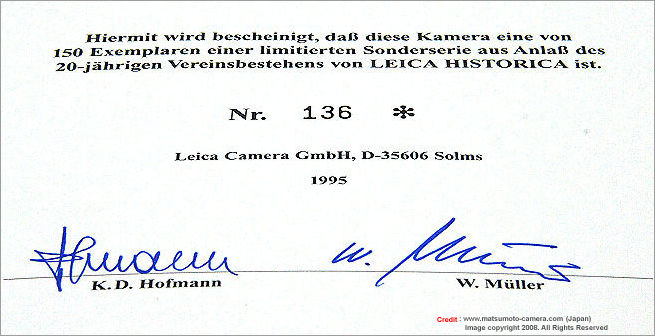 Hiermit wird bescheinigt, daß diese Kamera eine von
150 Exemplaren einer limitierten Sonderserie aus Anlaß des
20-jährigen Vereinsbestehens von LEICA HISTORICA ist.
Nr. 136 *
Leica Camera GmbH, D-35606 Solms
1995
Hofmann
W. Müller
K.D. Hofmann W. Müller
Credit : www.matsumoto-camera.com (Japan)
Image copyright 2008. All Rights Reserved